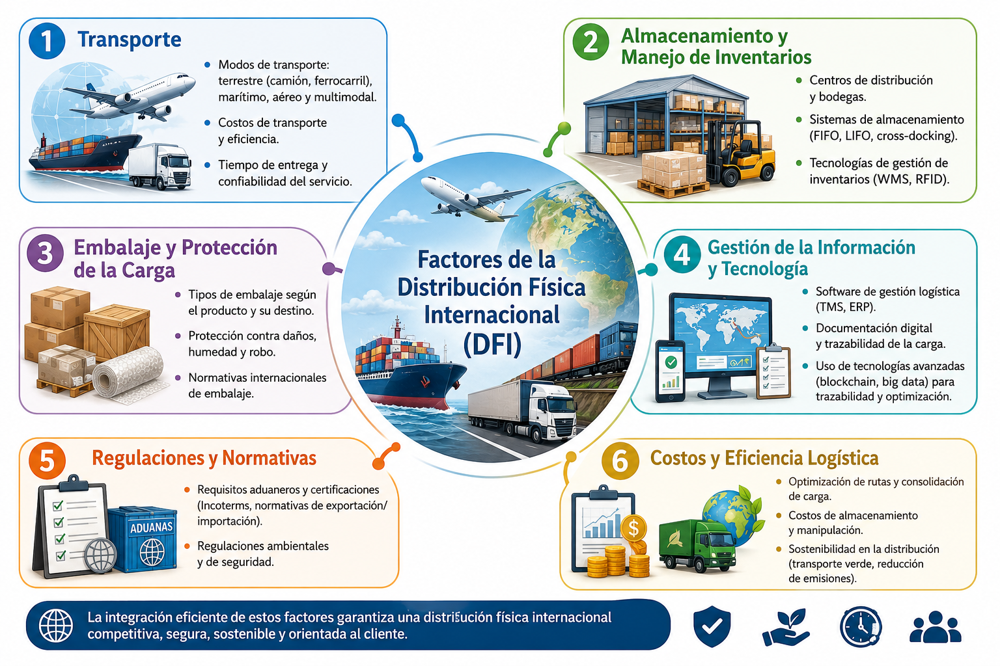 1
Transporte
• Modos de transporte:
terrestre (camión, ferrocarril),
marítimo, aéreo y multimodal.
• Costos de transporte
y eficiencia.
• Tiempo de entrega y
confiabilidad del servicio.
2
Almacenamiento y
Manejo de Inventarios
• Centros de distribución
y bodegas.
• Sistemas de almacenamiento
(FIFO, LIFO, cross-docking).
• Tecnologías de gestión de
inventarios (WMS, RFID).
Factores de la
Distribución Física
Internacional
(DFI)
3
Embalaje y Protección
de la Carga
• Tipos de embalaje según
el producto y su destino.
• Protección contra daños,
humedad y robo.
• Normativas internacionales
de embalaje.
4
Gestión de la Información
y Tecnología
• Software de gestión logística
(TMS, ERP).
• Documentación digital
y trazabilidad de la carga.
• Uso de tecnologías avanzadas
(blockchain, big data) para
trazabilidad y optimización.
5
Regulaciones y Normativas
• Requisitos aduaneros y certificaciones
(Incoterms, normativas de exportación/
importación).
• Regulaciones ambientales
y de seguridad.
ADUANAS
6
Costos y Eficiencia Logística
• Optimización de rutas y consolidación
de carga.
• Costos de almacenamiento
y manipulación.
• Sostenibilidad en la distribución
(transporte verde, reducción
de emisiones).
$
La integración eficiente de estos factores garantiza una distribución física internacional
competitiva, segura, sostenible y orientada al cliente.